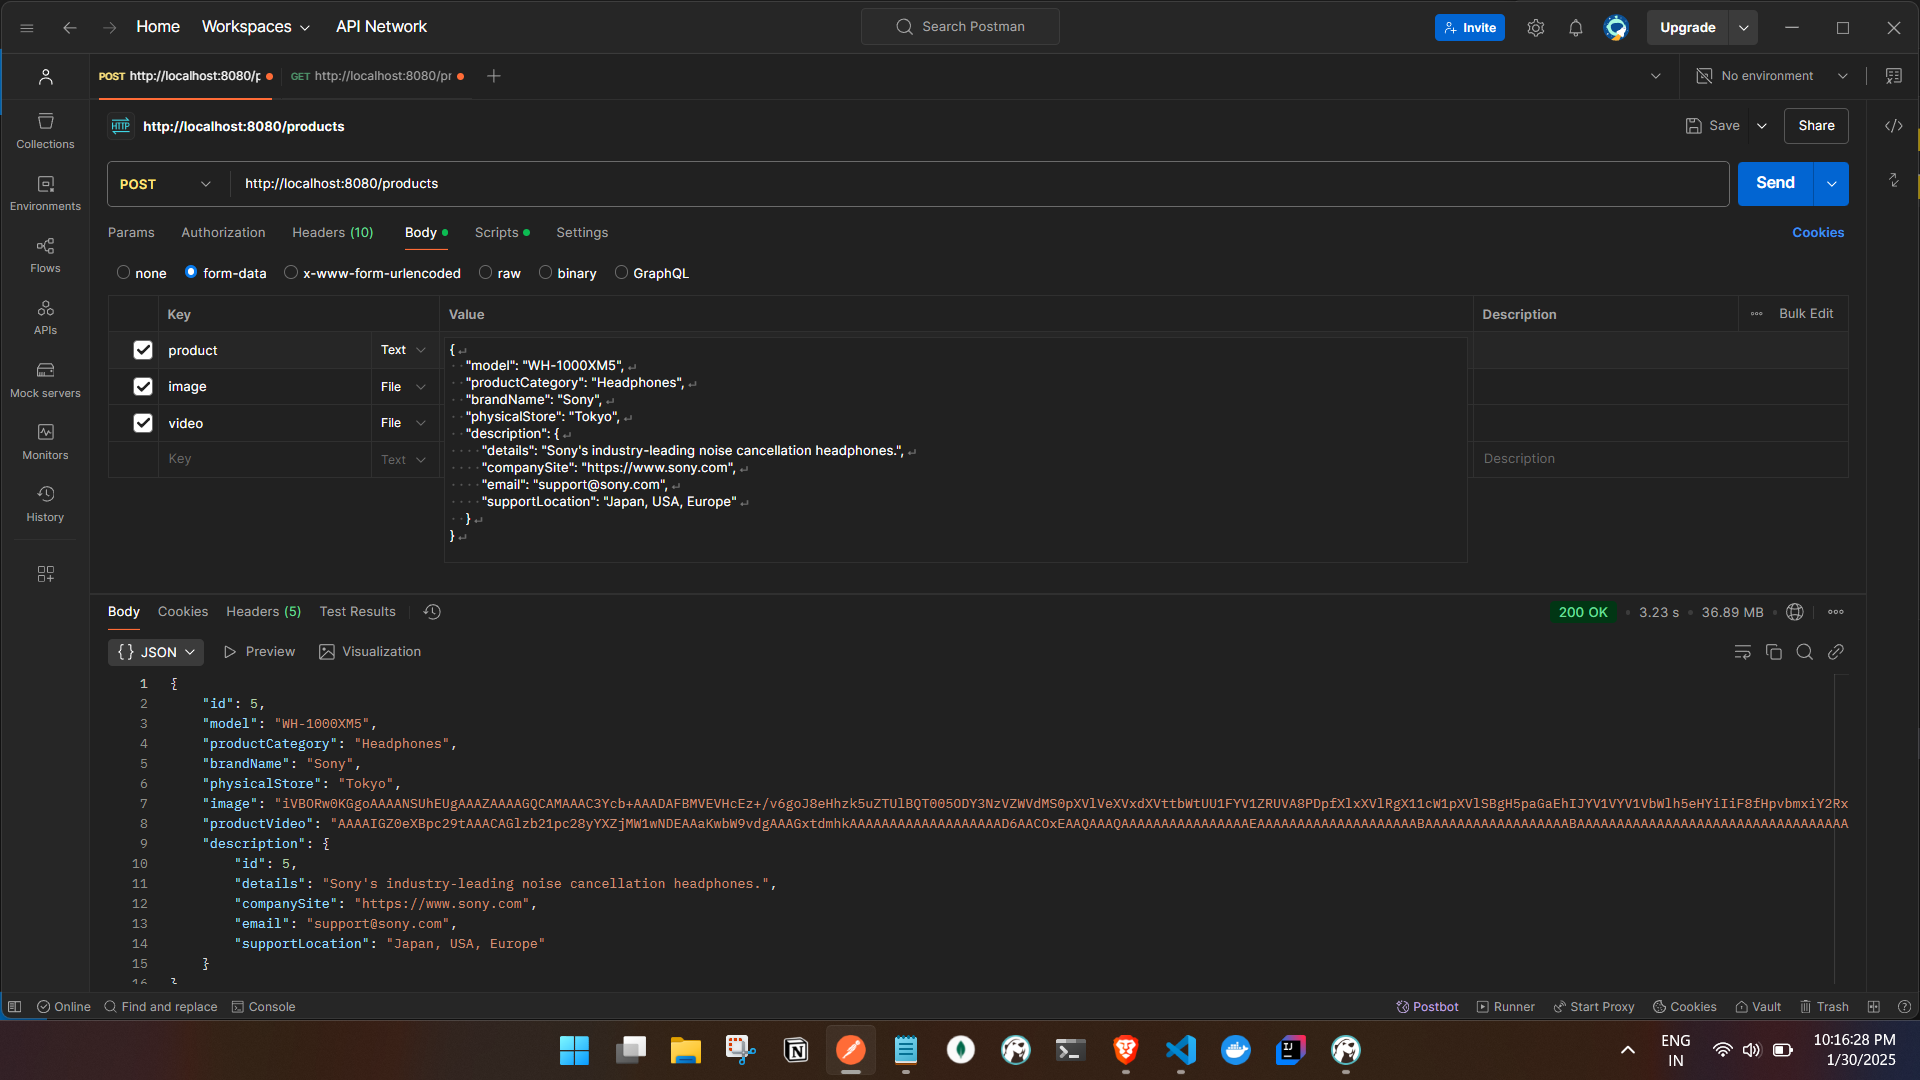 Home
Workspaces
API Network
Search Postman
Invite
Upgrade
POST http://localhost:8080/p
GET http://localhost:8080/pr
No environment
HTTP
http://localhost:8080/products
Save
Share
Collections
Environments
Flows
APIs
Mock servers
Monitors
History
POST
http://localhost:8080/products
Send
Params
Authorization
Headers (10)
Body
Scripts
Settings
Cookies
none
form-data
x-www-form-urlencoded
raw
binary
GraphQL
Key
Value
Description
Bulk Edit
product
Text
image
File
video
File
Key
Text
Description
{
"model": "WH-1000XM5",
"productCategory": "Headphones",
"brandName": "Sony",
"physicalStore": "Tokyo",
"description": {
"details": "Sony's industry-leading noise cancellation headphones.",
"companySite": "https://www.sony.com",
"email": "support@sony.com",
"supportLocation": "Japan, USA, Europe"
}
}
Body
Cookies
Headers (5)
Test Results
200 OK
3.23 s
36.89 MB
{} JSON
Preview
Visualization
1 {
2 "id": 5,
3 "model": "WH-1000XM5",
4 "productCategory": "Headphones",
5 "brandName": "Sony",
6 "physicalStore": "Tokyo",
7 "image":
8 "productVideo":
9 "description": {
10 "id": 5,
11 "details": "Sony's industry-leading noise cancellation headphones.",
12 "companySite": "https://www.sony.com",
13 "email": "support@sony.com",
14 "supportLocation": "Japan, USA, Europe"
15 }
16 }
Online
Find and replace
Console
Postbot
Runner
Start Proxy
Cookies
Vault
Trash
ENG
IN
10:16:28 PM
1/30/2025